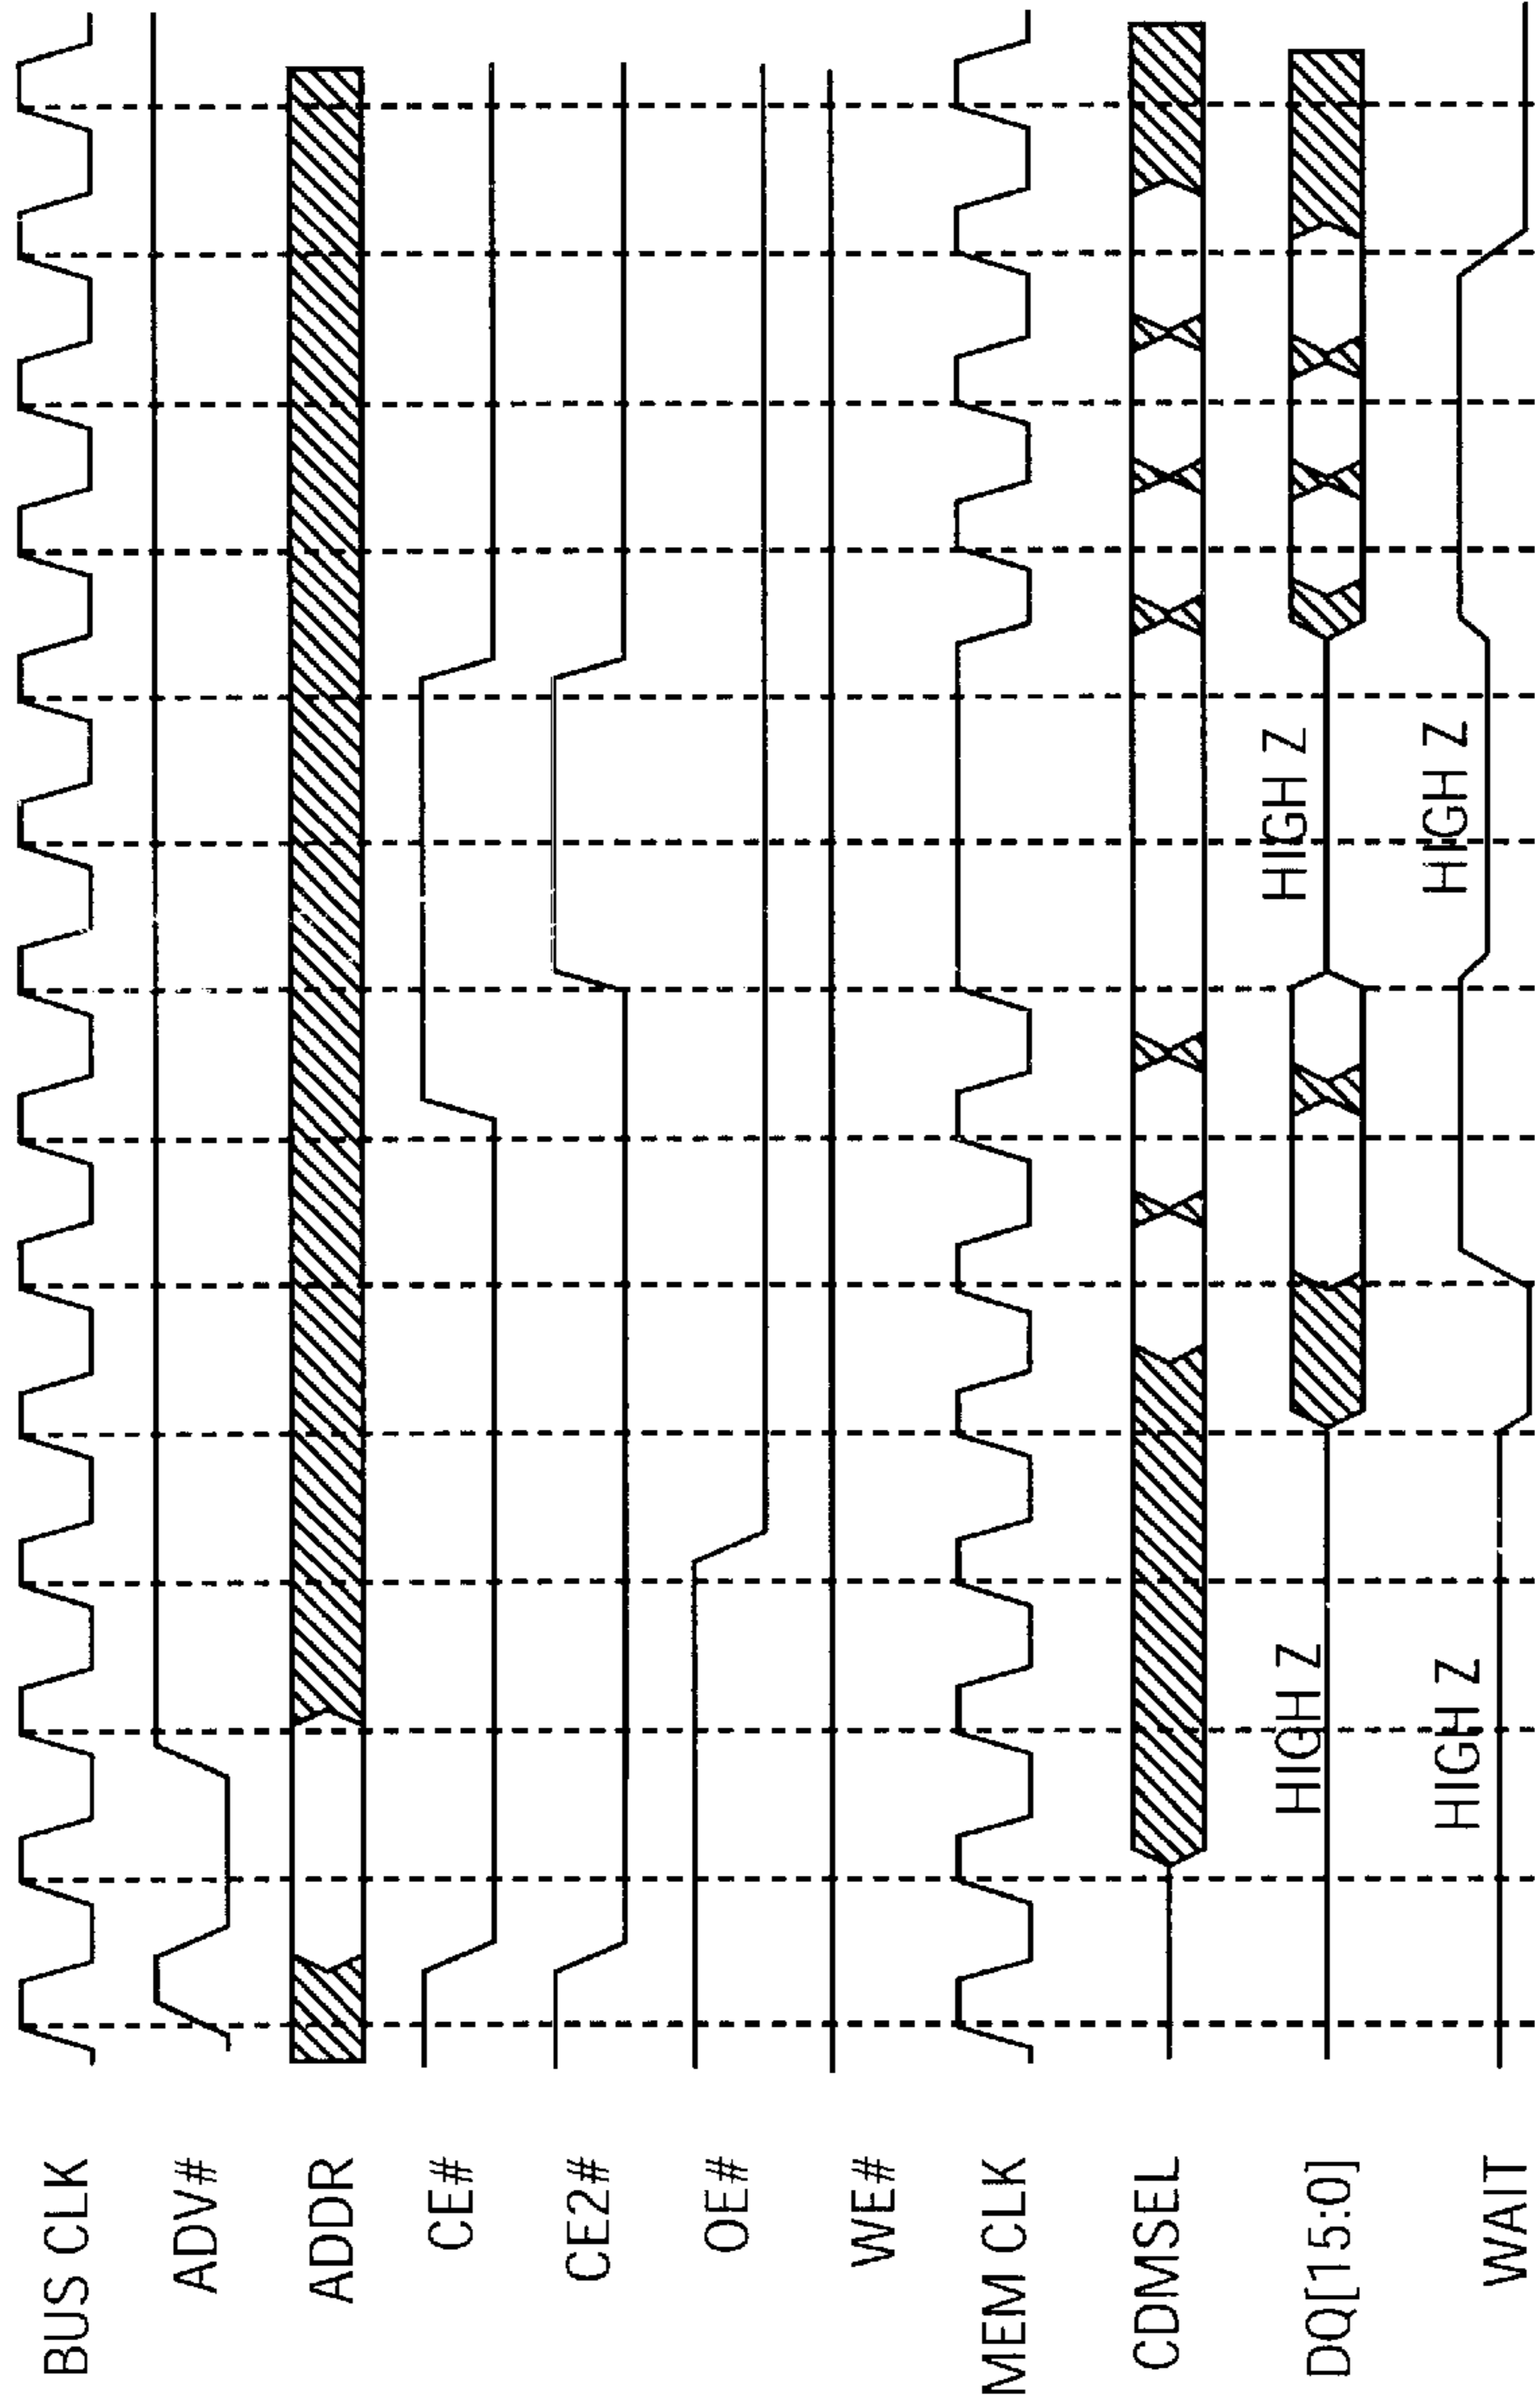 BUS CLK
ADV#
ADDR
CE#
CE2#
OE#
WE#
MEM CLK
CDMSEL
DQ[15:0]
HIGH Z
HIGH Z
WAIT
HIGH Z
HIGH Z